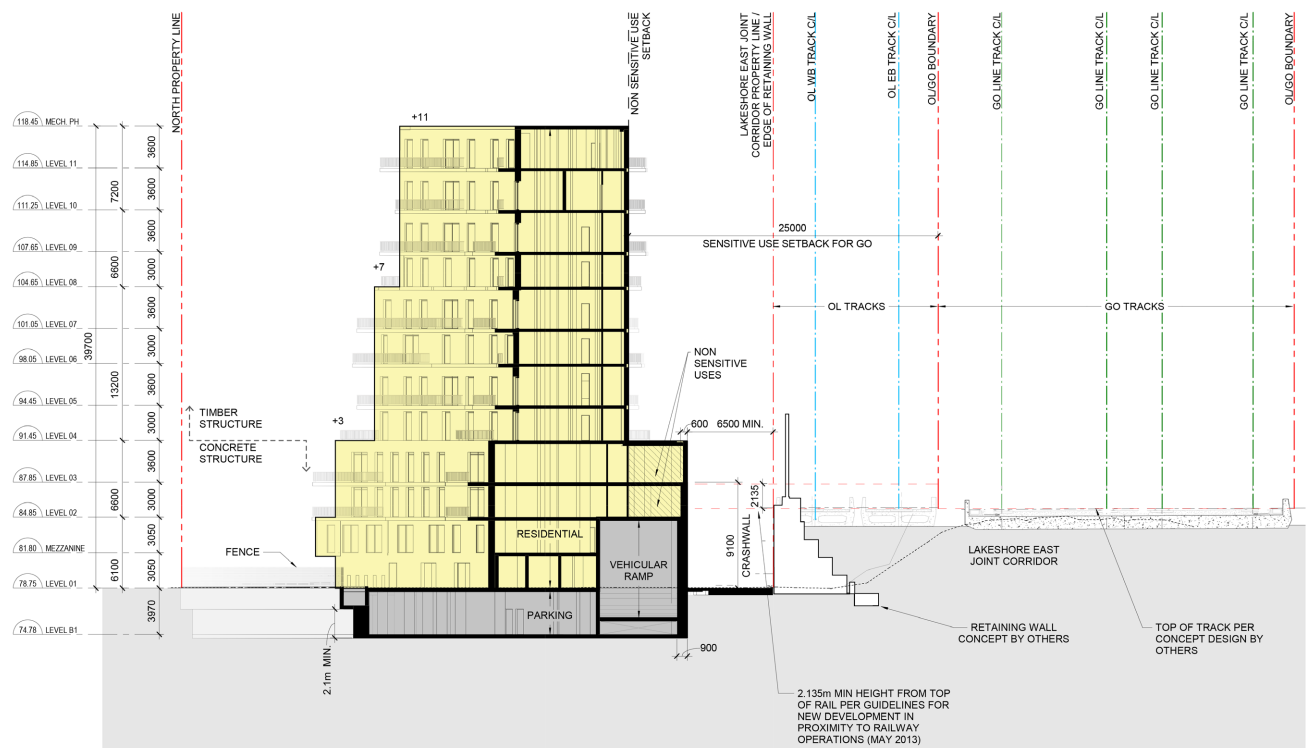 NORTH PROPERTY LINE
NON SENSITIVE USE
SETBACK
LAKESHORE EAST JOINT
CORRIDOR PROPERTY LINE /
EDGE OF RETAINING WALL
OL WB TRACK C/L
OL EB TRACK C/L
OL/GO BOUNDARY
GO LINE TRACK C/L
GO LINE TRACK C/L
GO LINE TRACK C/L
GO LINE TRACK C/L
OL/GO BOUNDARY
118.45 MECH. PH
114.85 LEVEL 11
111.25 LEVEL 10
107.65 LEVEL 09
104.65 LEVEL 08
101.05 LEVEL 07
98.05 LEVEL 06
94.45 LEVEL 05
91.45 LEVEL 04
87.85 LEVEL 03
84.85 LEVEL 02
81.80 MEZZANINE
78.75 LEVEL 01
74.78 LEVEL B1
39700
7200
6600
13200
6600
6100
3600
3600
3600
3000
3600
3000
3600
3000
3600
3000
3050
3050
3970
+11
+7
+3
TIMBER
STRUCTURE
CONCRETE
STRUCTURE
FENCE
2.1m MIN.
RESIDENTIAL
VEHICULAR
RAMP
PARKING
900
25000
SENSITIVE USE SETBACK FOR GO
OL TRACKS
GO TRACKS
NON
SENSITIVE
USES
600
6500 MIN.
2135
9100
CRASHWALL
LAKESHORE EAST
JOINT CORRIDOR
RETAINING WALL
CONCEPT BY OTHERS
TOP OF TRACK PER
CONCEPT DESIGN BY
OTHERS
2.135m MIN HEIGHT FROM TOP
OF RAIL PER GUIDELINES FOR
NEW DEVELOPMENT IN
PROXIMITY TO RAILWAY
OPERATIONS (MAY 2013)